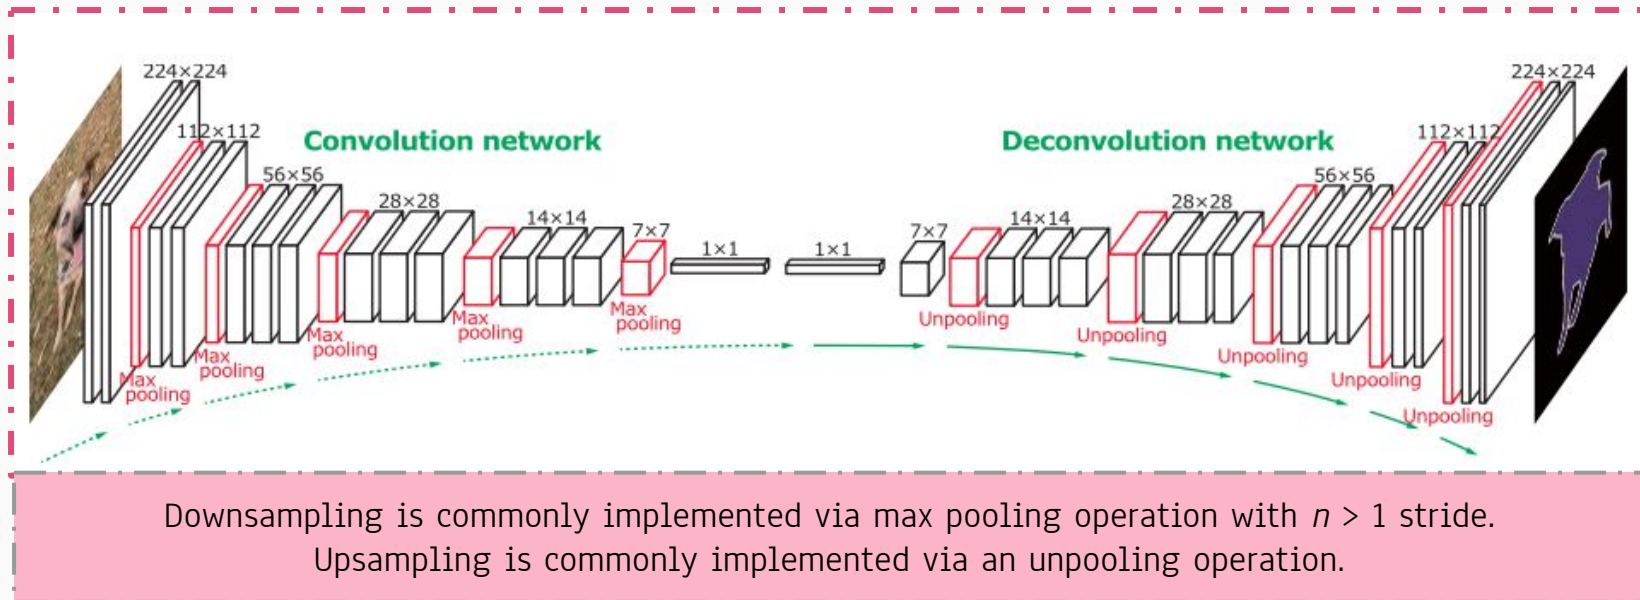 224×224
112×112
56×56
28×28
14×14
7×7
1×1
1×1
7×7
14×14
28×28
56×56
112×112
224×224
Convolution network
Deconvolution network
Max
pooling
Max
pooling
Max
pooling
Max
pooling
Max
pooling
Unpooling
Unpooling
Unpooling
Unpooling
Unpooling
Downsampling is commonly implemented via max pooling operation with n > 1 stride.
Upsampling is commonly implemented via an unpooling operation.